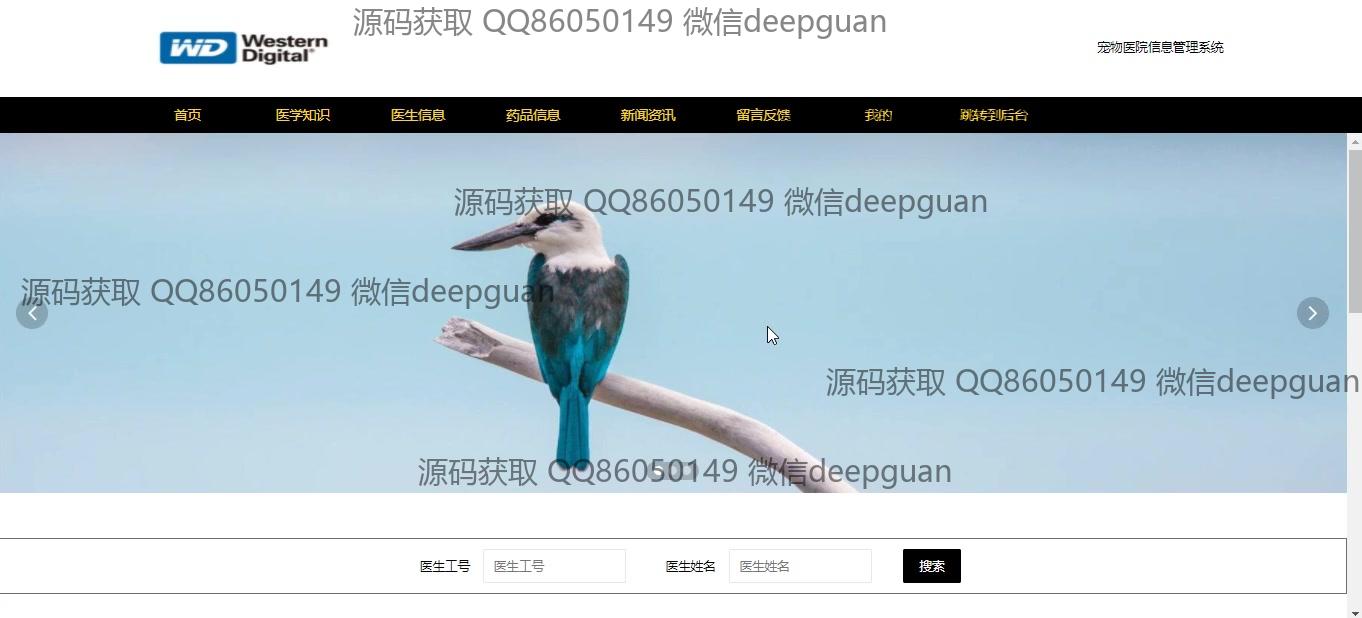 源码获取 QQ86050149 微信deepguan
WD Western Digital®
宠物医院信息管理系统
首页 医学知识 医生信息 药品信息 新闻资讯 留言反馈 我的 跳转到后台
源码获取 QQ86050149 微信deepguan
源码获取 QQ86050149 微信deepguan
源码获取 QQ86050149 微信deepguan
源码获取 QQ86050149 微信deepguan
医生工号 医生工号 医生姓名 医生姓名 搜索